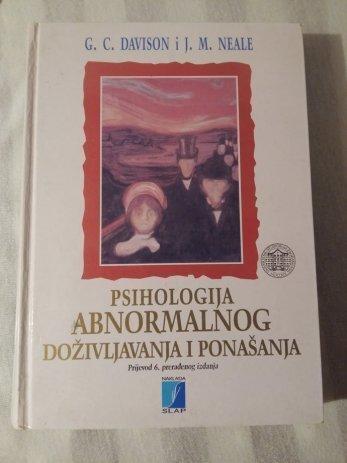 G. C. DAVISON i J. M. NEALE
PSIHOLOGIJA
ABNORMALNOG
DOŽIVLJAVANJA I PONAŠANJA
Prijevod 6. prerađenog izdanja
NAKLADA
SLAP